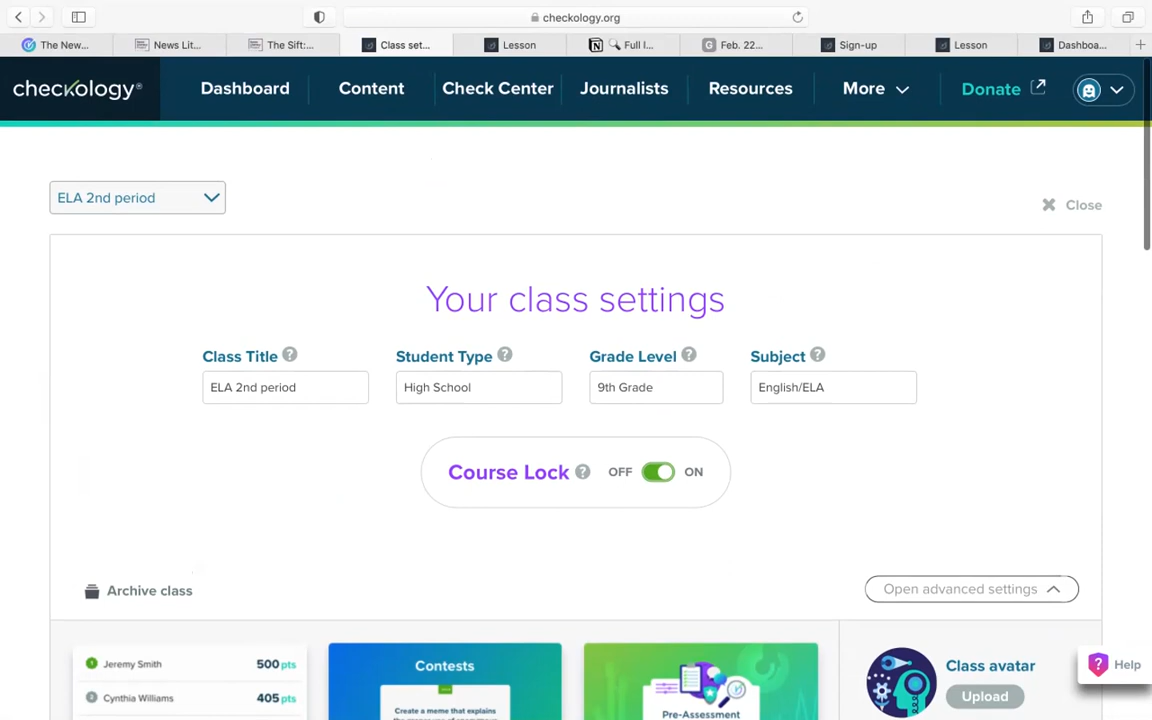 checkology.org
The New...
News Lit...
The Sift:...
Class set...
Lesson
Full l...
Feb. 22...
Sign-up
Lesson
Dashboa...
checkology®
Dashboard
Content
Check Center
Journalists
Resources
More
Donate
ELA 2nd period
Close
Your class settings
Class Title ?
Student Type ?
Grade Level ?
Subject ?
ELA 2nd period
High School
9th Grade
English/ELA
Course Lock ? OFF ON
Archive class
Open advanced settings
1 Jeremy Smith 500 pts
2 Cynthia Williams 405 pts
Contests
Create a meme that explains
Pre-Assessment
Class avatar
Upload
? Help